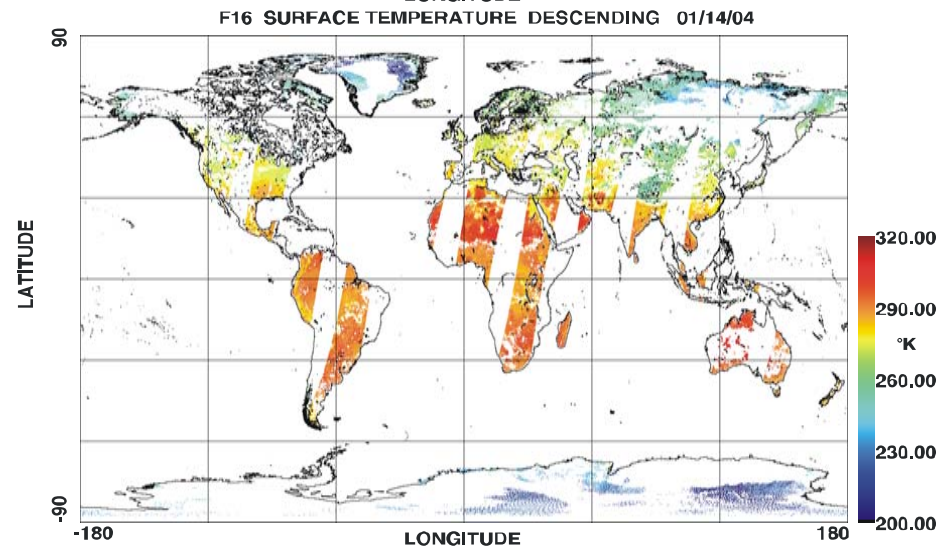 LONGITUDE
F16 SURFACE TEMPERATURE DESCENDING 01/14/04
90
LATITUDE
-90
-180
LONGITUDE
180
320.00
290.00
°K
260.00
230.00
200.00